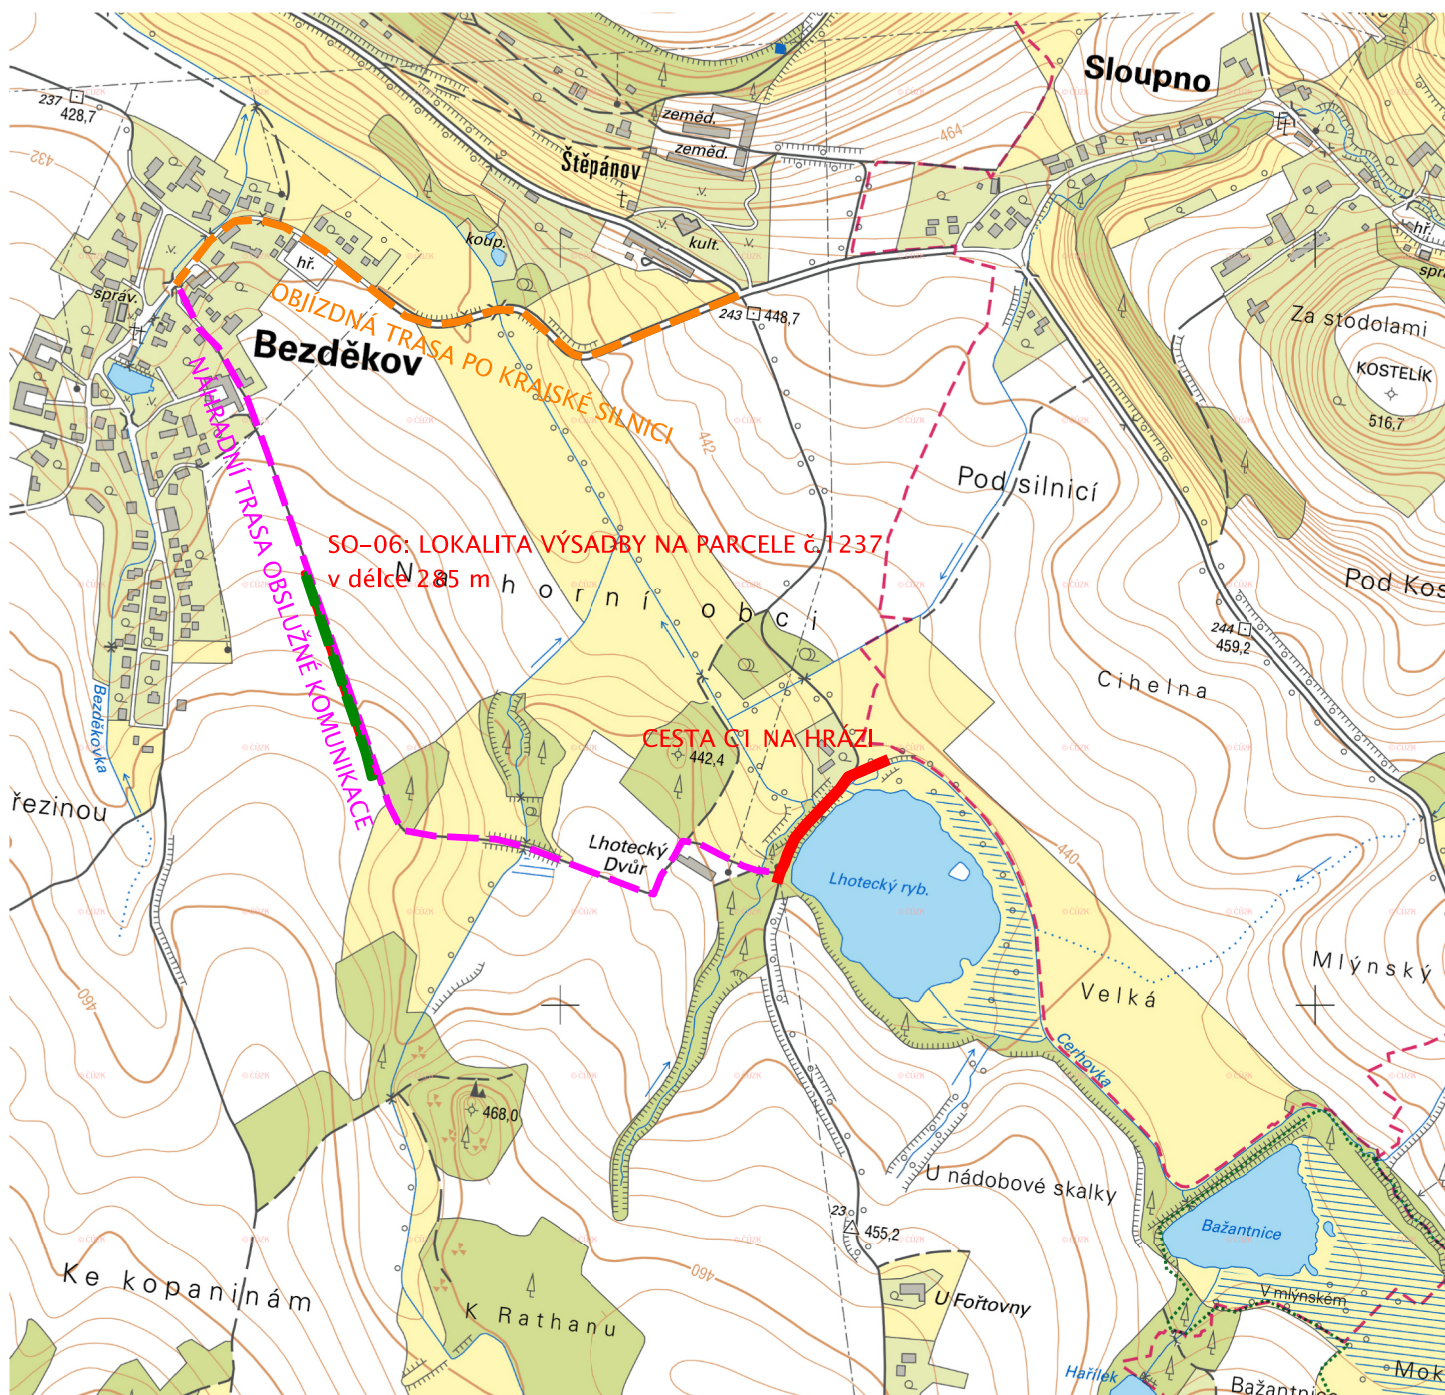 Sloupno
237
428,7
zeměd.
zeměd.
464
432
Štěpánov
koup.
kult.
hř.
hř.
správ.
243
448,7
Za stodolami
KOSTELÍK
516,7
OBJÍZDNÁ TRASA PO KRAJSKÉ SILNICI
Bezděkov
NÁHRADNÍ TRASA OBSLUŽNÉ KOMUNIKACE
442
Pod silnicí
SO-06: LOKALITA VÝSADBY NA PARCELE č.1237
v délce 285 m
Na horní obci
Pod Kos
244
459,2
Cihelna
Bezděkovka
CESTA C1 NA HRÁZI
442,4
řezinou
Lhotecký
Dvůr
Lhotecký ryb.
440
Mlýnský
Velká
460
Cerhovka
468,0
U nádobové skalky
23
455,2
Bažantnice
460
Ke kopaninám
U Fořtovny
V mlýnském
K Rathanu
Hařílek
Mok
Bažantnic
© ČÚZK